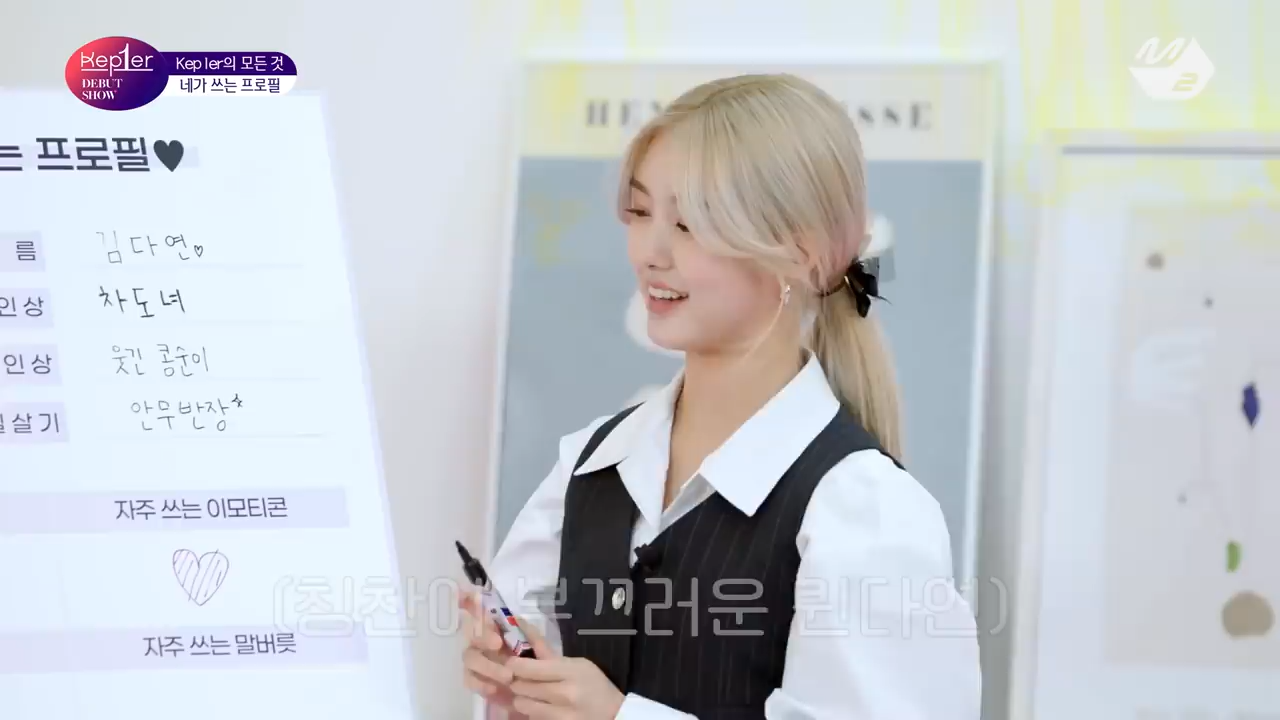 Kep1er
DEBUT
SHOW
Kep1er의 모든 것
네가 쓰는 프로필
M2
는 프로필♥
름
김다연♡
인상
차도녀
인상
웃긴 콩순이
살기
안무반장☆
자주 쓰는 이모티콘
자주 쓰는 말버릇
(칭찬이 부끄러운 퀸다연)